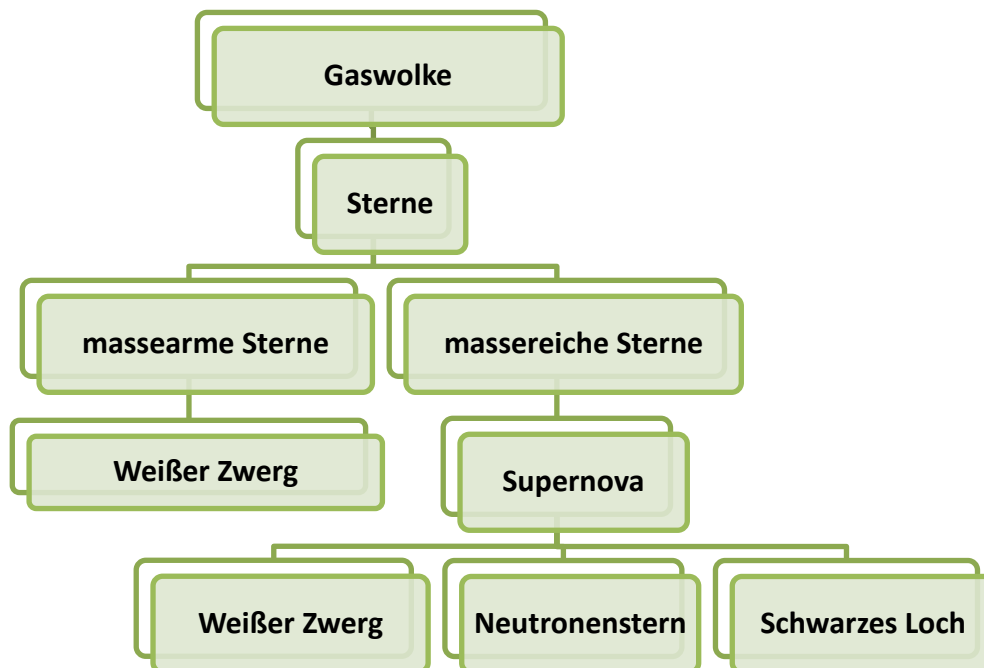 Gaswolke
Sterne
massearme Sterne
massereiche Sterne
Weißer Zwerg
Supernova
Weißer Zwerg
Neutronenstern
Schwarzes Loch